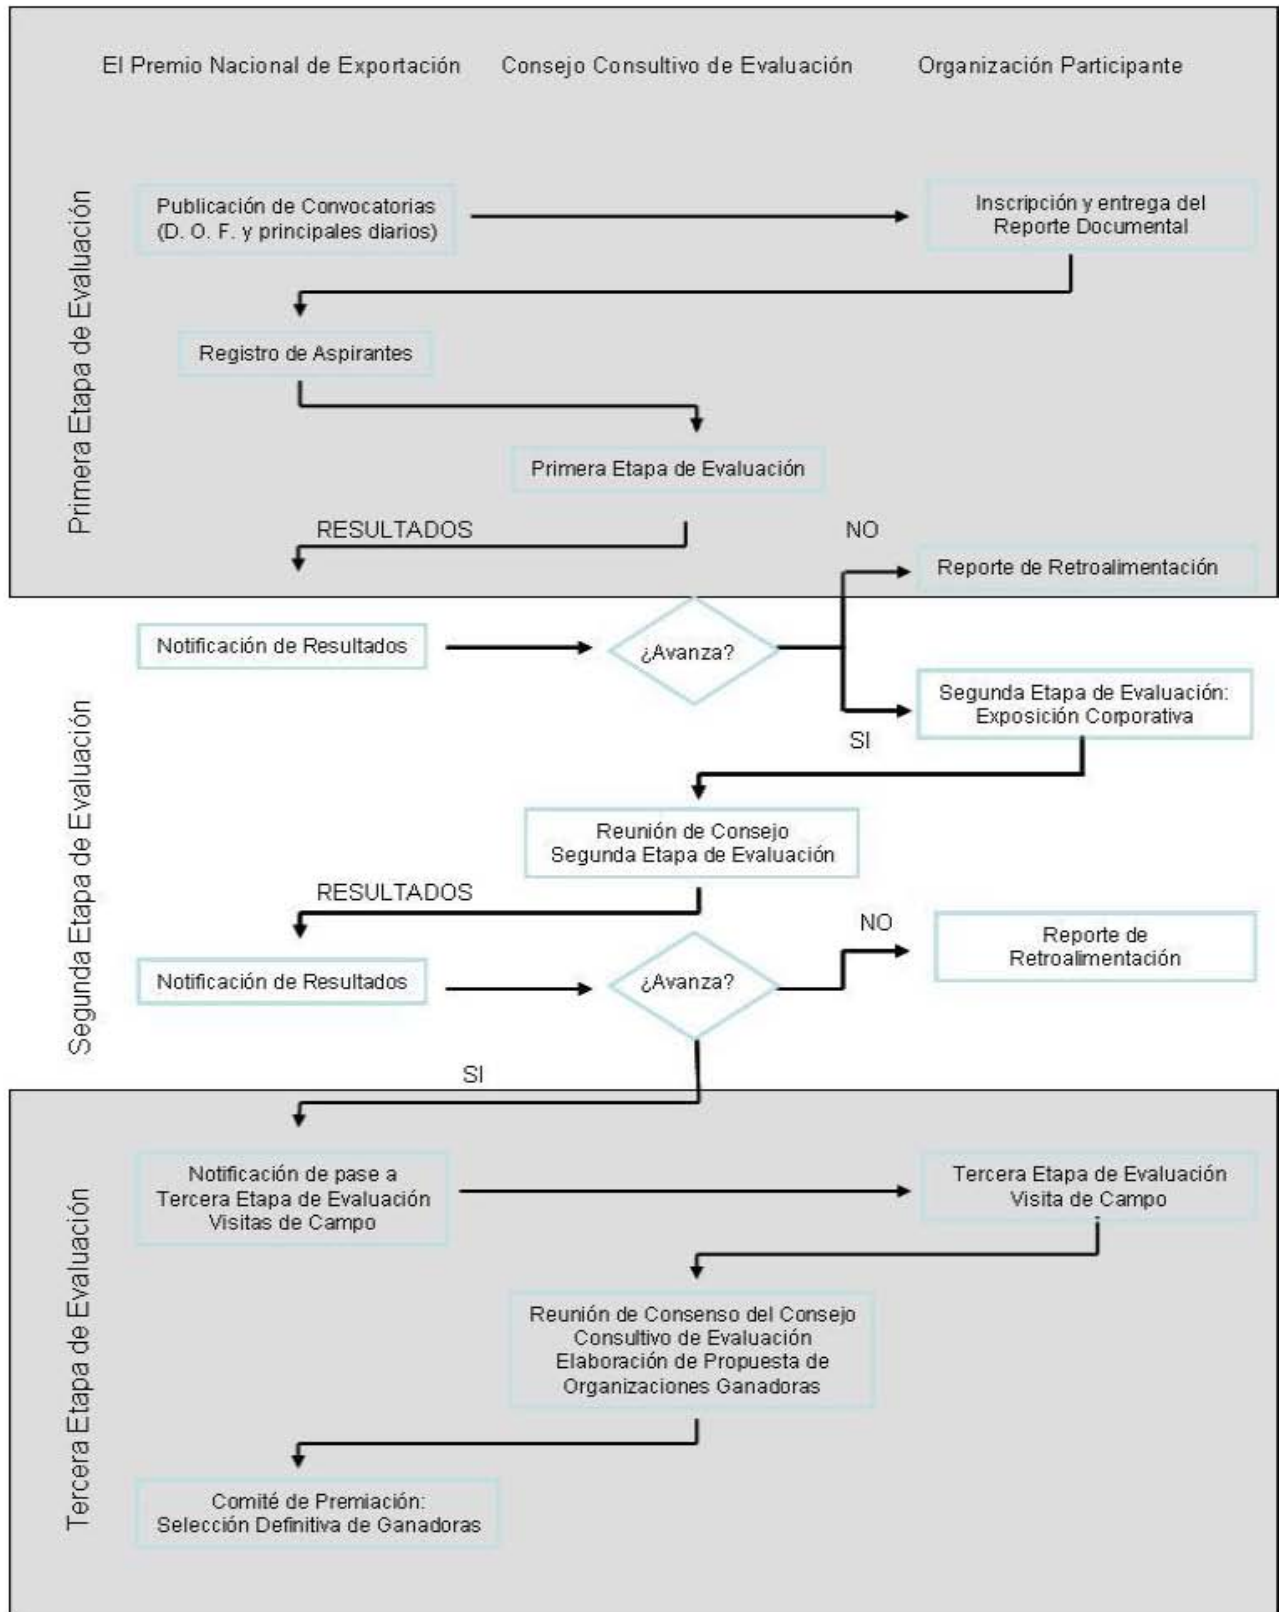 El Premio Nacional de Exportación
Consejo Consultivo de Evaluación
Organización Participante
Primera Etapa de Evaluación
Publicación de Convocatorias
(D. O. F. y principales diarios)
Inscripción y entrega del
Reporte Documental
Registro de Aspirantes
Primera Etapa de Evaluación
RESULTADOS
NO
Reporte de Retroalimentación
Segunda Etapa de Evaluación
Notificación de Resultados
¿Avanza?
Segunda Etapa de Evaluación:
Exposición Corporativa
SI
Reunión de Consejo
Segunda Etapa de Evaluación
RESULTADOS
NO
Reporte de
Retroalimentación
Notificación de Resultados
¿Avanza?
SI
Tercera Etapa de Evaluación
Notificación de pase a
Tercera Etapa de Evaluación
Visitas de Campo
Tercera Etapa de Evaluación
Visita de Campo
Reunión de Consenso del Consejo
Consultivo de Evaluación
Elaboración de Propuesta de
Organizaciones Ganadoras
Comité de Premiación:
Selección Definitiva de Ganadoras